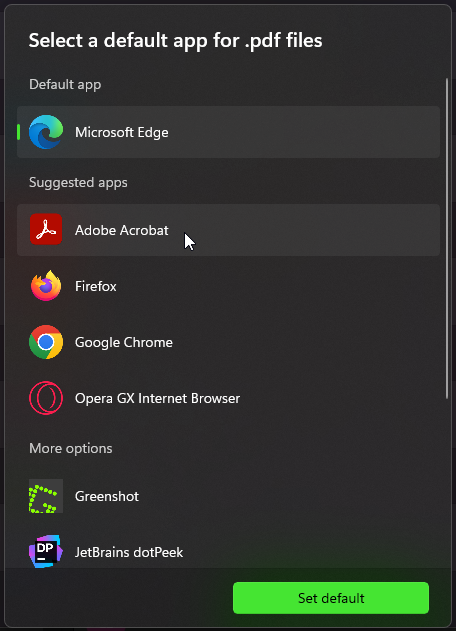 Select a default app for .pdf files
Default app
Microsoft Edge
Suggested apps
Adobe Acrobat
Firefox
Google Chrome
Opera GX Internet Browser
More options
Greenshot
DP
JetBrains dotPeek
Set default